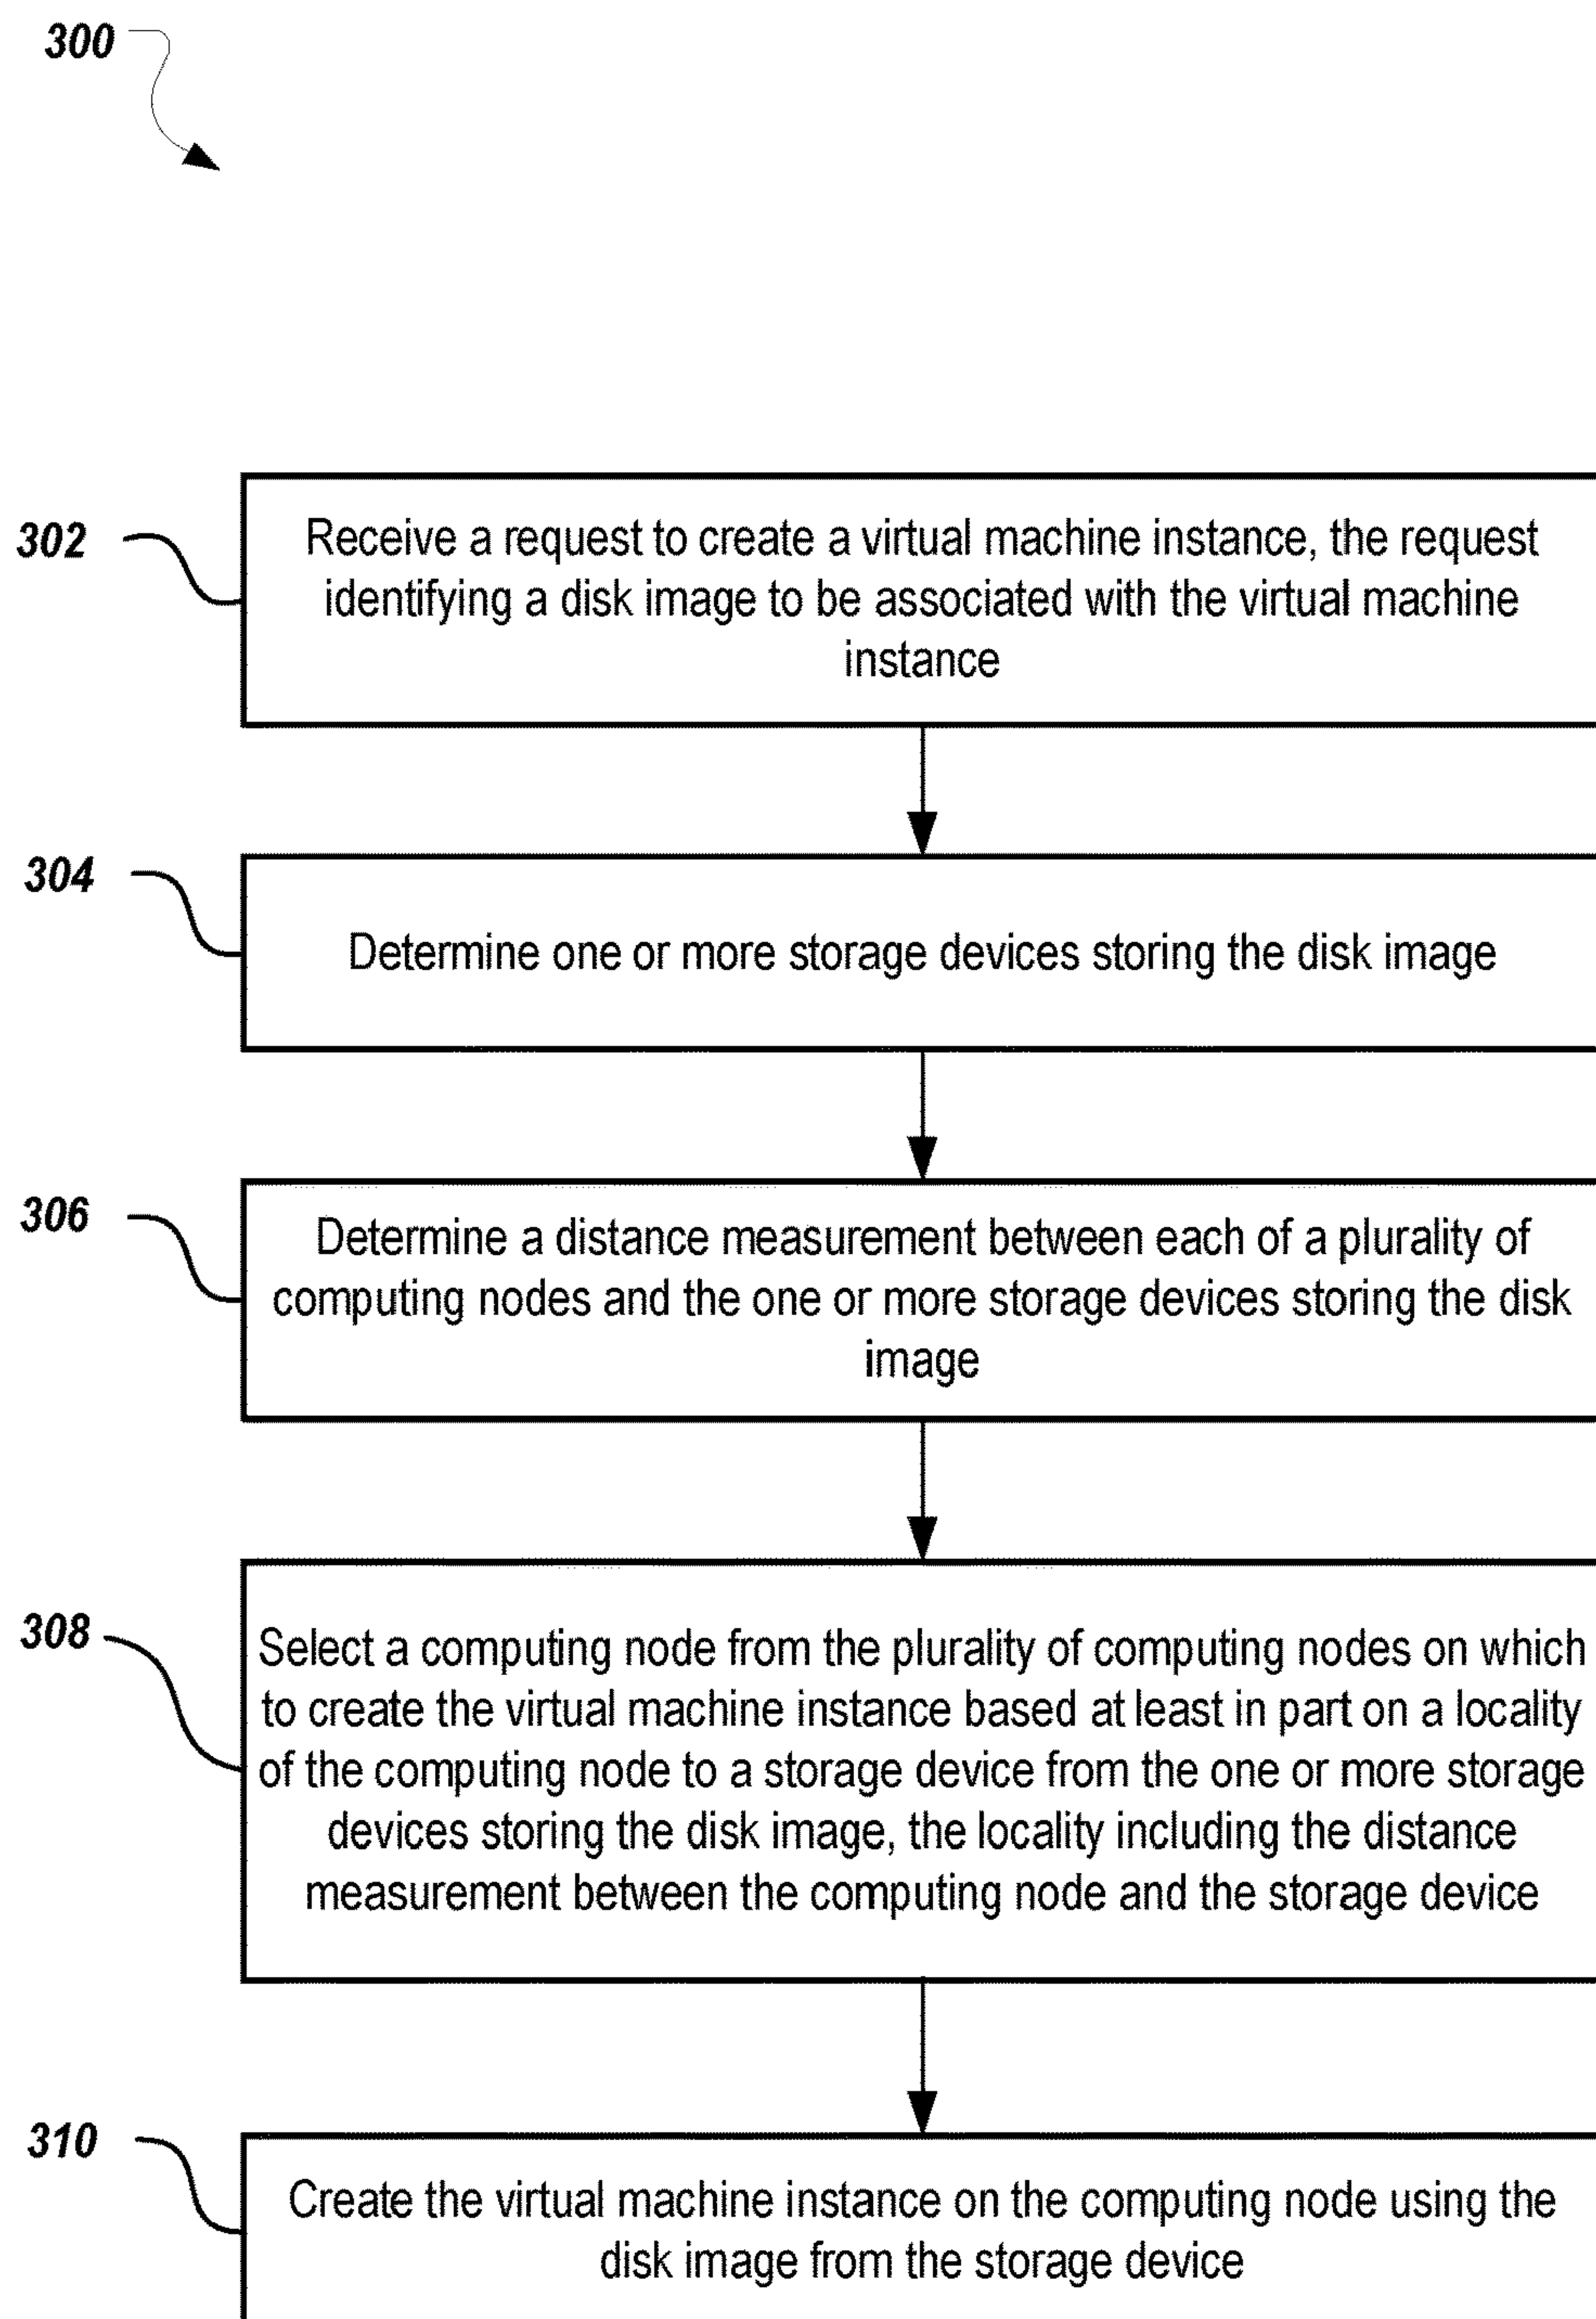 300
302
Receive a request to create a virtual machine instance, the request
identifying a disk image to be associated with the virtual machine
instance
304
Determine one or more storage devices storing the disk image
306
Determine a distance measurement between each of a plurality of
computing nodes and the one or more storage devices storing the disk
image
308
Select a computing node from the plurality of computing nodes on which
to create the virtual machine instance based at least in part on a locality
of the computing node to a storage device from the one or more storage
devices storing the disk image, the locality including the distance
measurement between the computing node and the storage device
310
Create the virtual machine instance on the computing node using the
disk image from the storage device